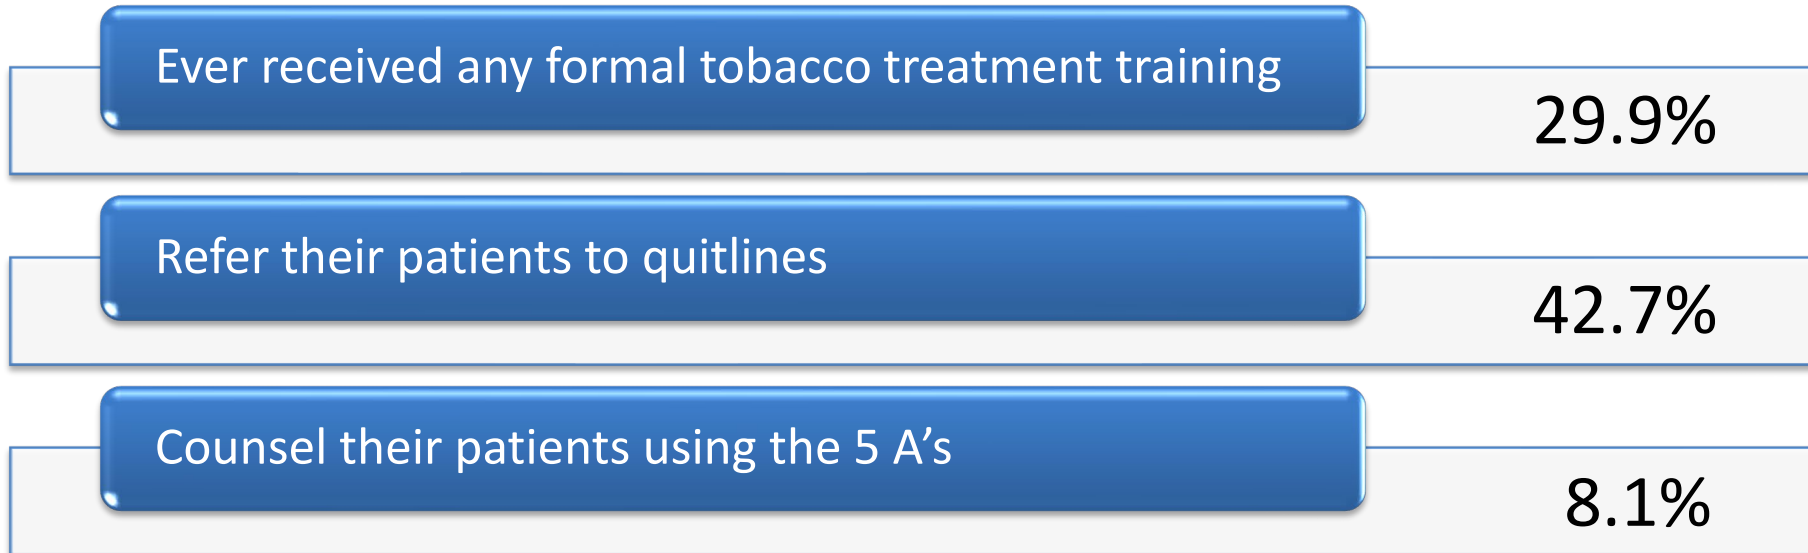 Ever received any formal tobacco treatment training
29.9%
Refer their patients to quitlines
42.7%
Counsel their patients using the 5 A’s
8.1%